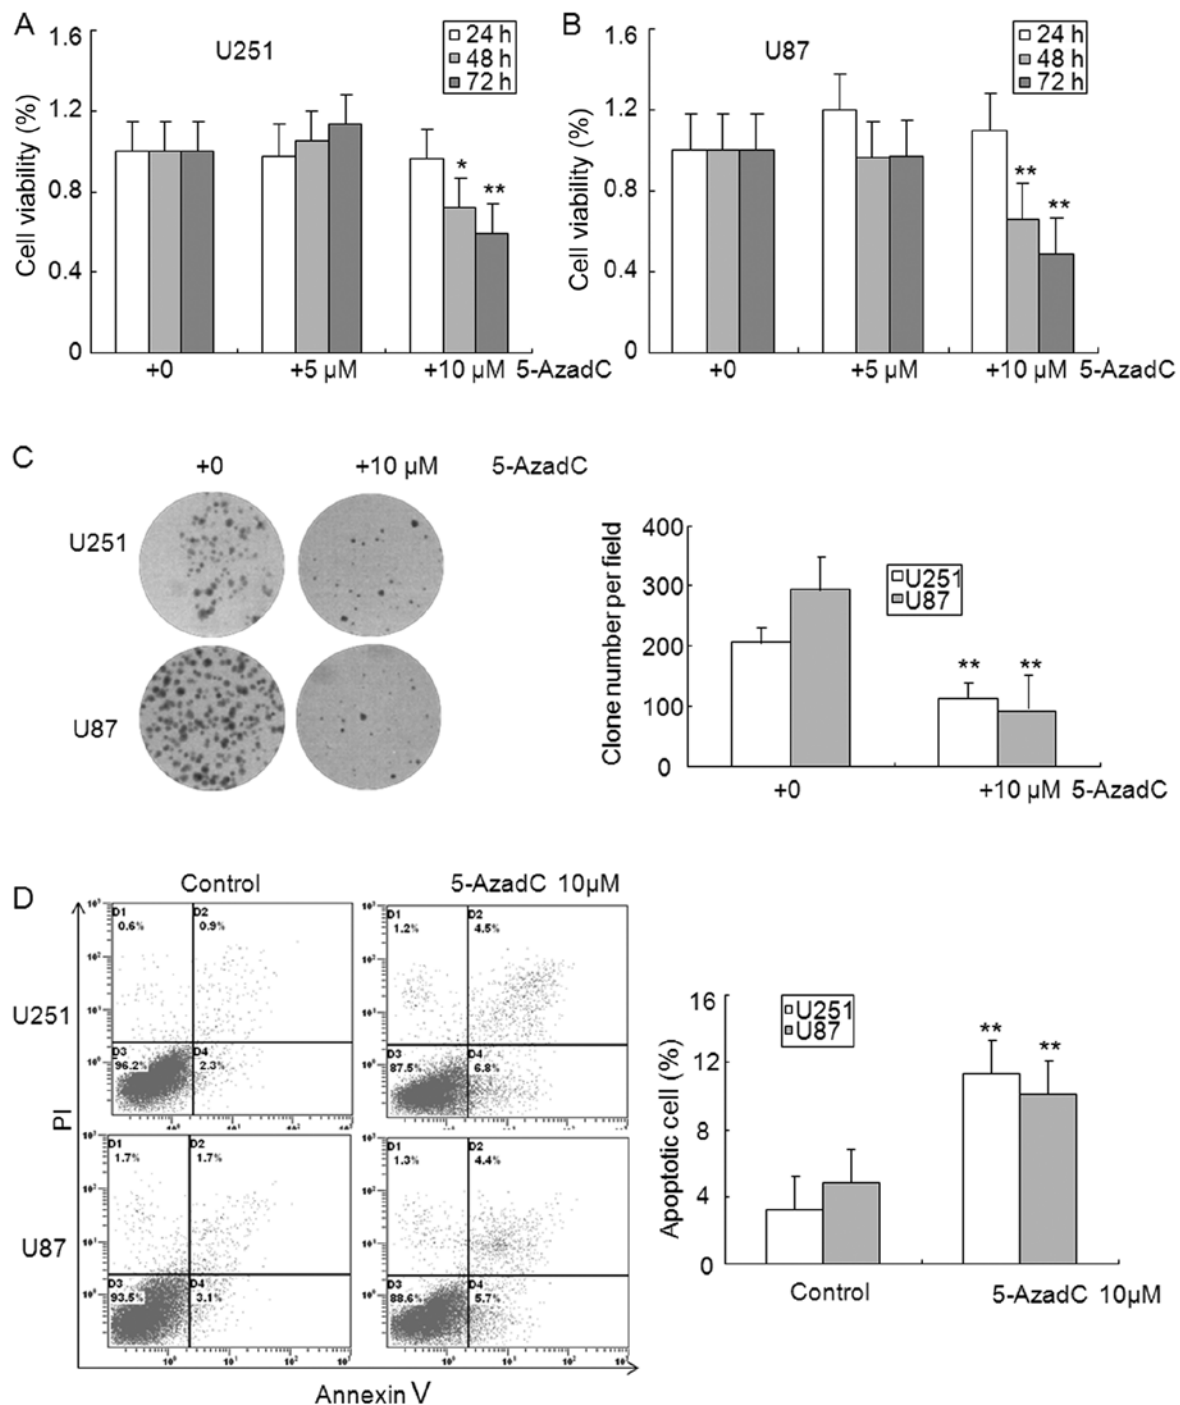 A
U251
24 h
48 h
72 h
Cell viability (%)
1.6
1.2
0.8
0.4
0
+0
+5 µM
+10 µM 5-AzadC
*
**
B
U87
24 h
48 h
72 h
Cell viability (%)
1.6
1.2
0.8
0.4
0
+0
+5 µM
+10 µM 5-AzadC
**
**
C
+0
+10 µM
5-AzadC
U251
U87
Clone number per field
400
300
200
100
0
U251
U87
**
**
+0
+10 µM 5-AzadC
D
Control
5-AzadC 10µM
U251
D1
0.6%
D2
0.9%
D3
96.2%
D4
2.3%
D1
1.2%
D2
4.5%
D3
87.5%
D4
6.8%
U87
D1
1.7%
D2
1.7%
D3
93.5%
D4
3.1%
D1
1.3%
D2
4.4%
D3
88.6%
D4
5.7%
PI
Annexin V
Apoptotic cell (%)
16
12
8
4
0
U251
U87
**
**
Control
5-AzadC 10µM